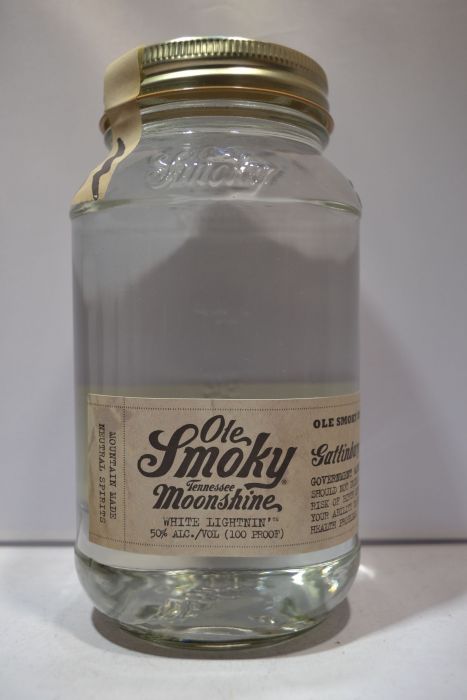 Smoky
Ole
Smoky®
Tennessee
Moonshine
WHITE LIGHTNIN'™
50% ALC./VOL (100 PROOF)
MOUNTAIN MADE
NEUTRAL SPIRITS
OLE SMOKY
Gatlinburg
GOVERNMENT
SHOULD NOT
RISK OF
YOUR ABILITY
HEALTH